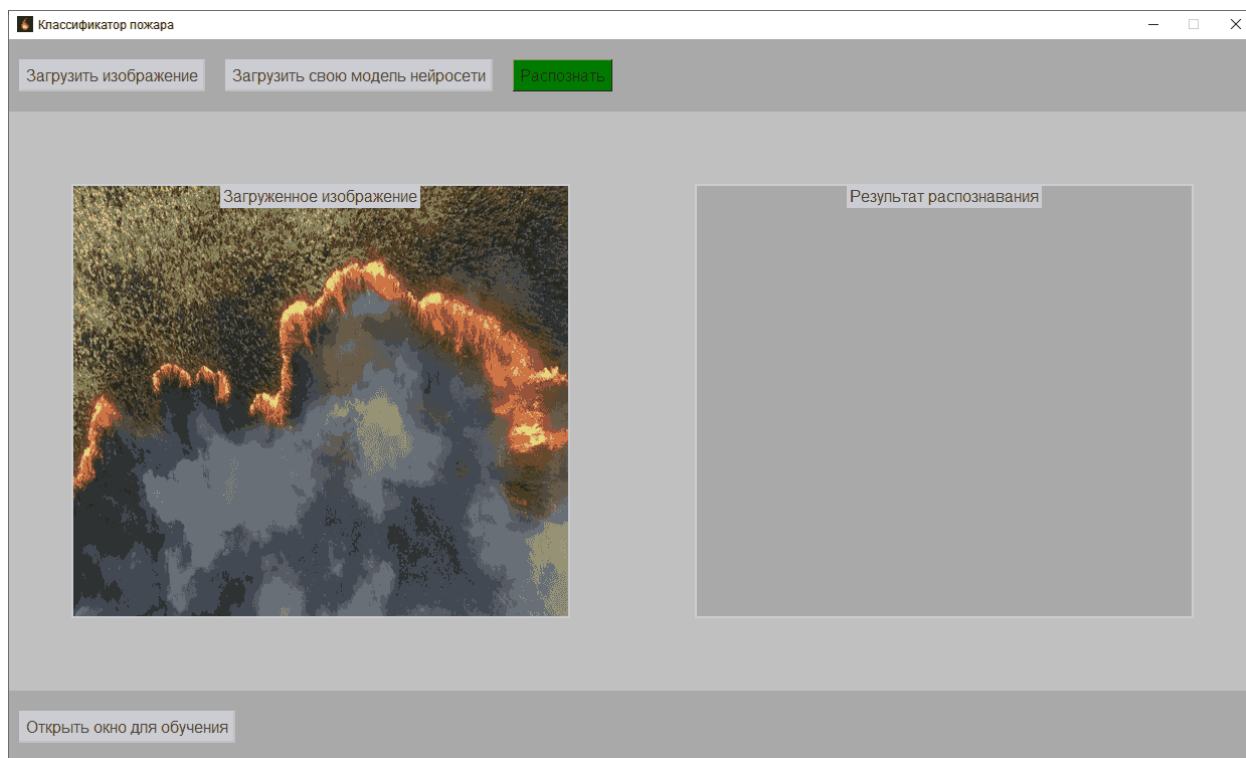 Классификатор пожара
Загрузить изображение
Загрузить свою модель нейросети
Распознать
Загруженное изображение
Результат распознавания
Открыть окно для обучения